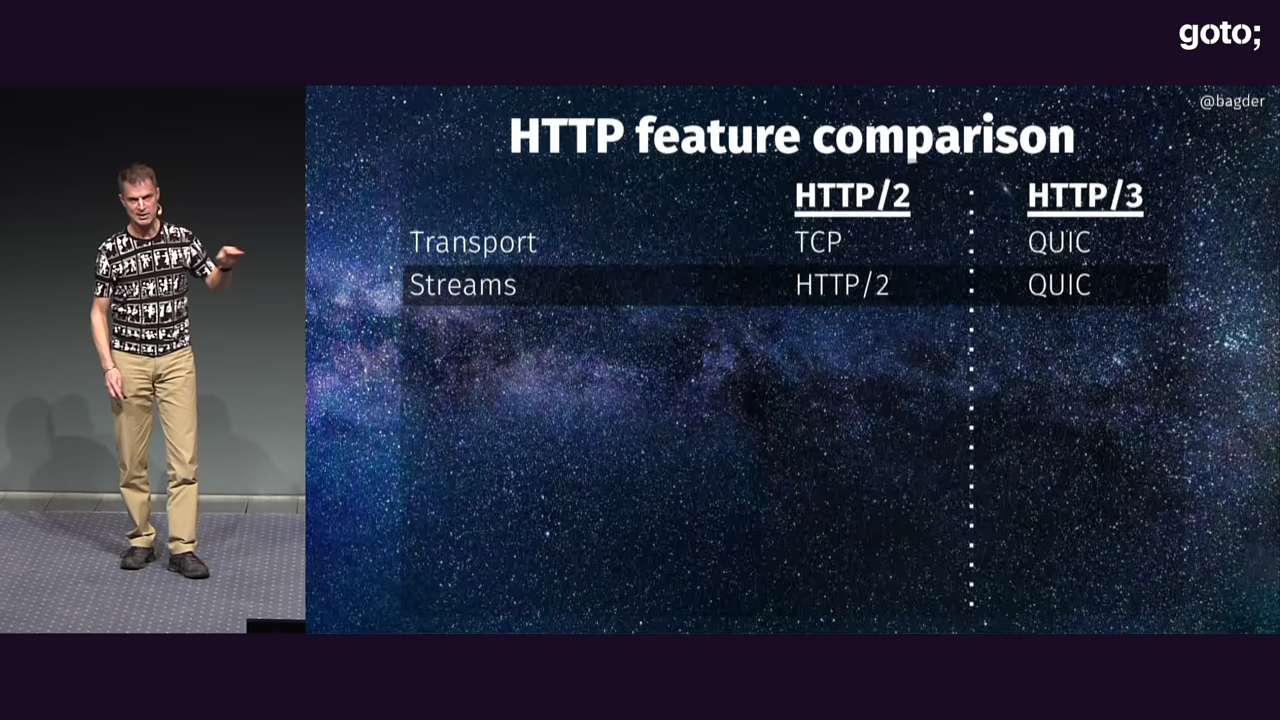 goto;
@bagder
HTTP feature comparison
HTTP/2 HTTP/3
Transport TCP QUIC
Streams HTTP/2 QUIC